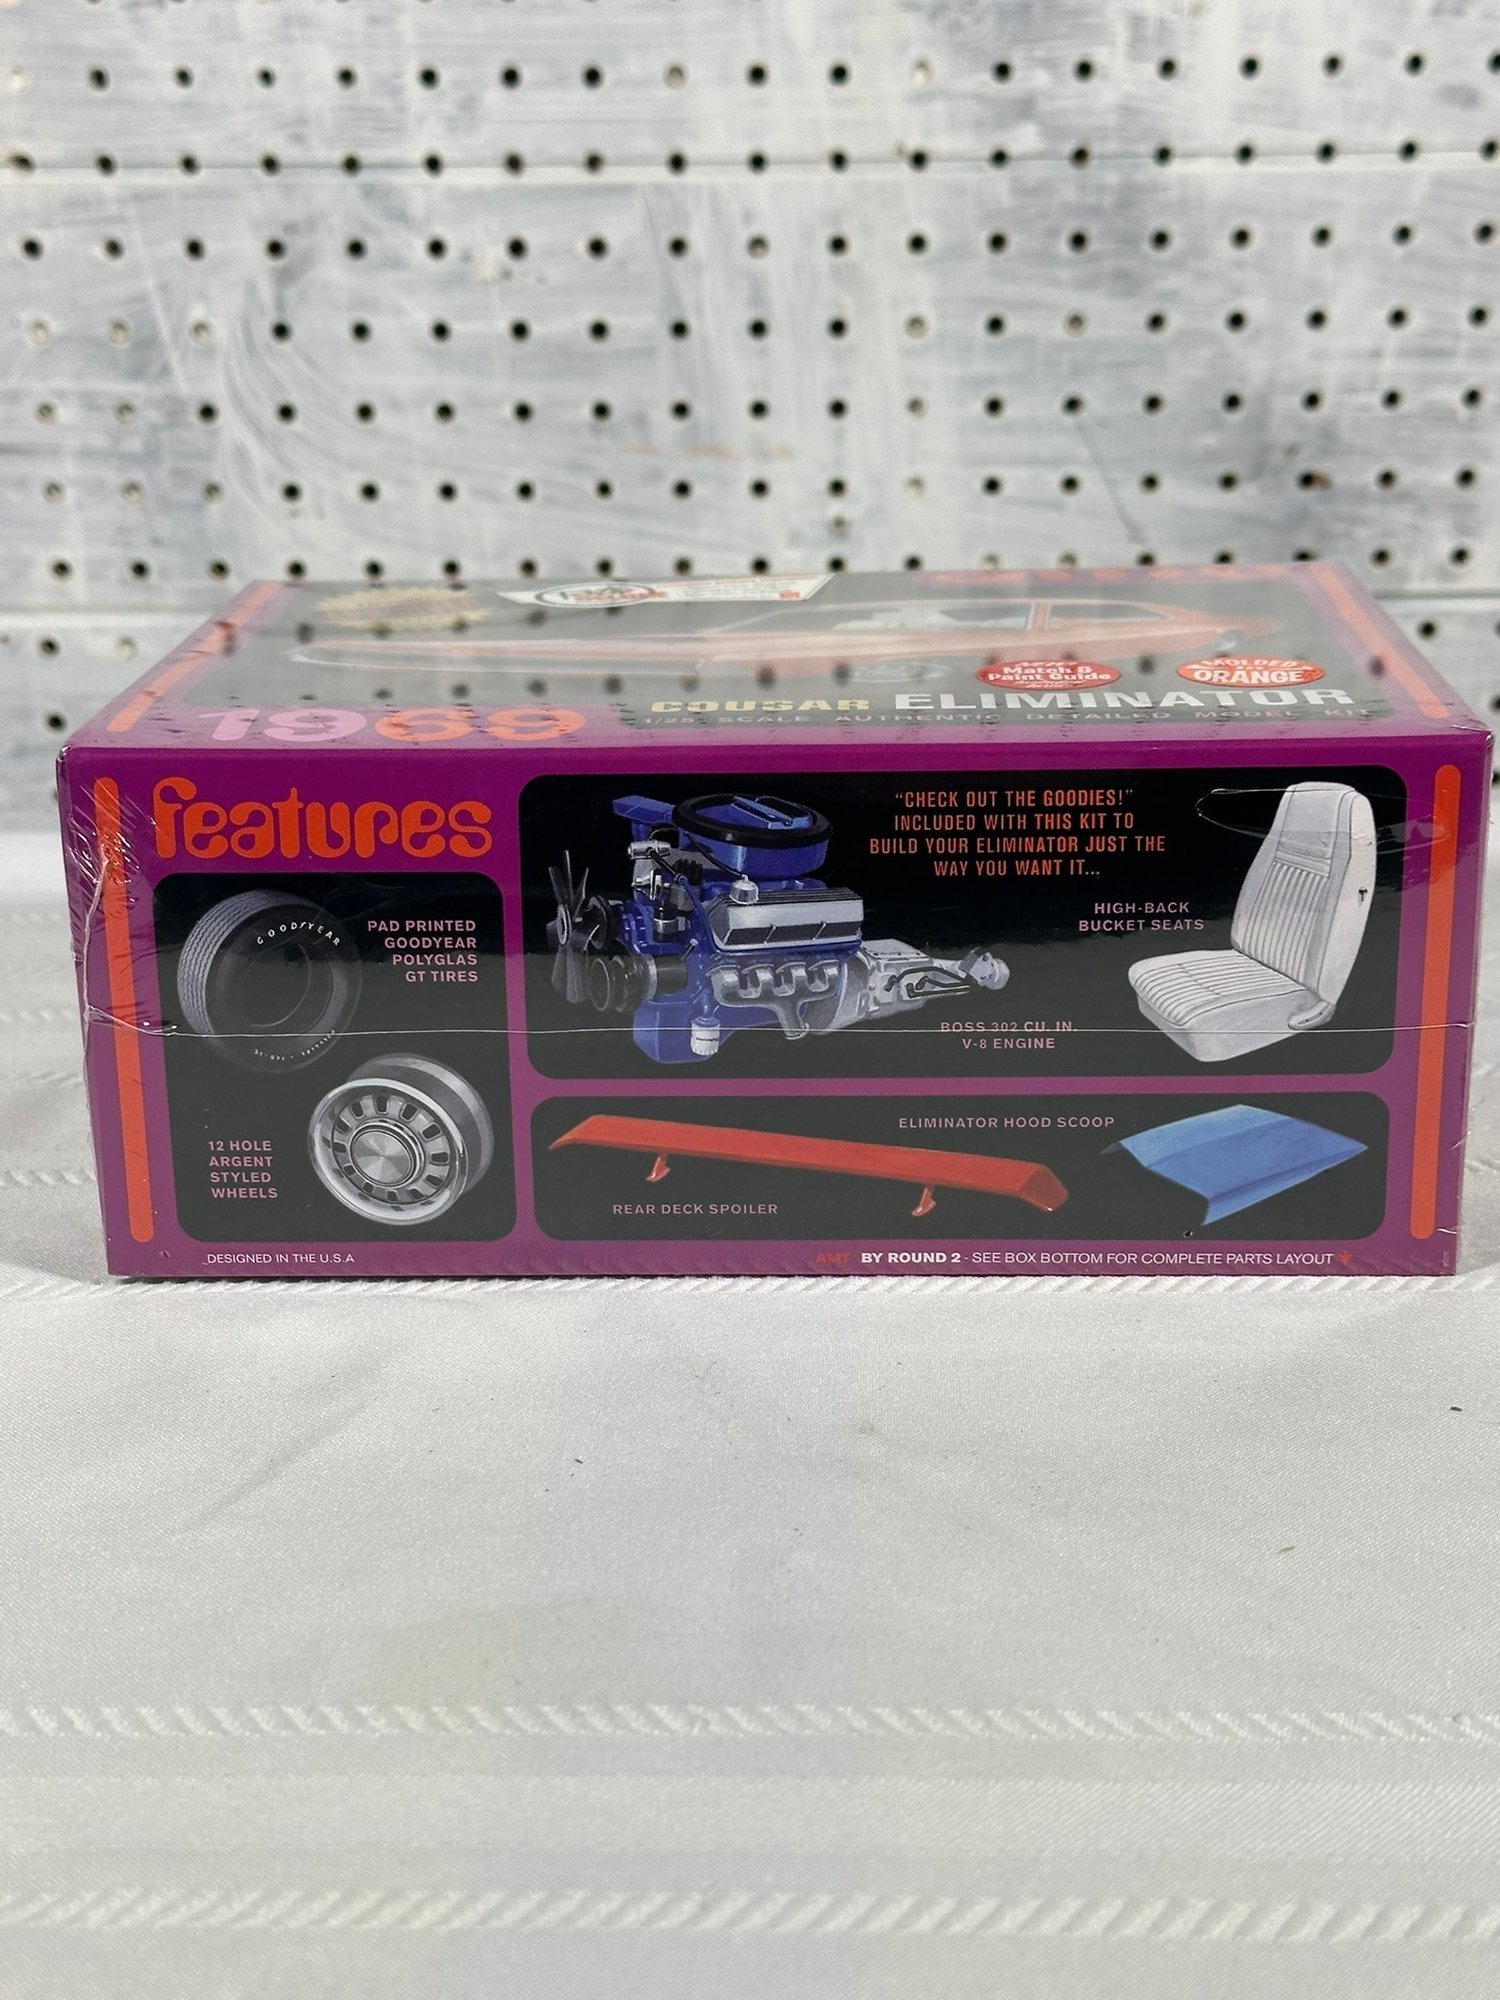 Match &
Paint Guide
MOLDED
ORANGE
1969
COUGAR ELIMINATOR
1/25 SCALE AUTHENTIC DETAILED MODEL KIT
features
"CHECK OUT THE GOODIES!"
INCLUDED WITH THIS KIT TO
BUILD YOUR ELIMINATOR JUST THE
WAY YOU WANT IT...
GOODYEAR
PAD PRINTED
GOODYEAR
POLYGLAS
GT TIRES
HIGH-BACK
BUCKET SEATS
BOSS 302 CU. IN.
V-8 ENGINE
12 HOLE
ARGENT
STYLED
WHEELS
ELIMINATOR HOOD SCOOP
REAR DECK SPOILER
DESIGNED IN THE U.S.A
AMT BY ROUND 2 - SEE BOX BOTTOM FOR COMPLETE PARTS LAYOUT